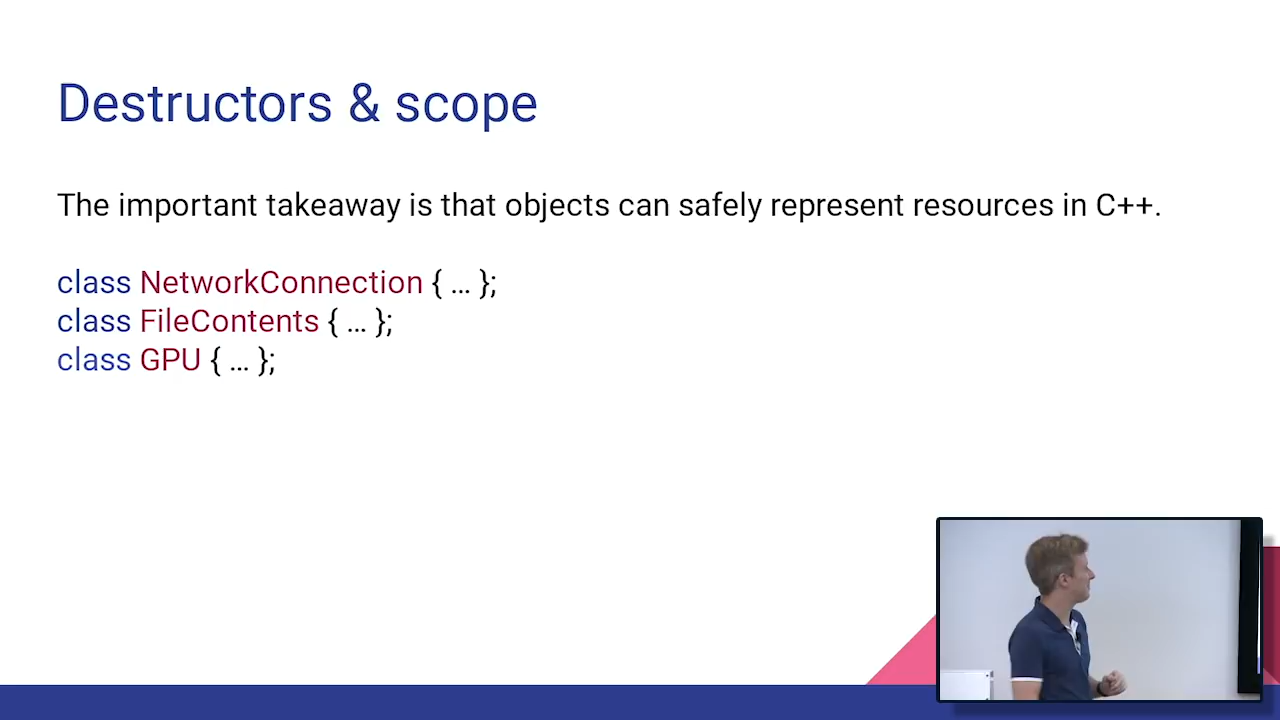 Destructors & scope
The important takeaway is that objects can safely represent resources in C++.
class NetworkConnection { … };
class FileContents { … };
class GPU { … };